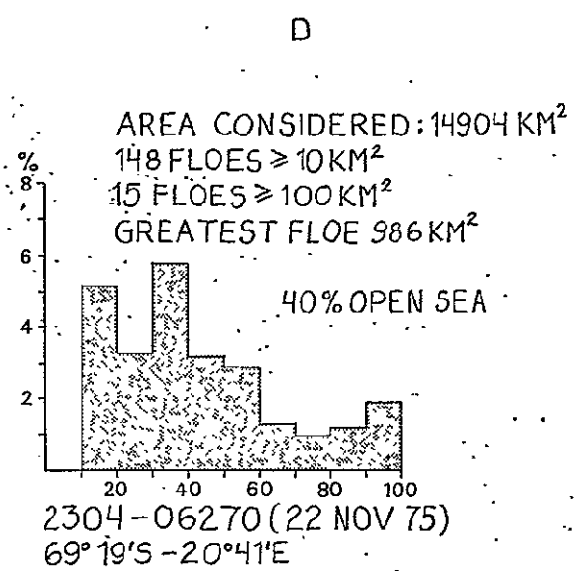 D
AREA CONSIDERED: 14904 KM²
148 FLOES ≥ 10 KM²
15 FLOES ≥ 100 KM²
GREATEST FLOE 986 KM²
%
8
6
40% OPEN SEA
4
2
20 40 60 80 100
2304-06270 (22 NOV 75)
69° 19'S - 20°41'E